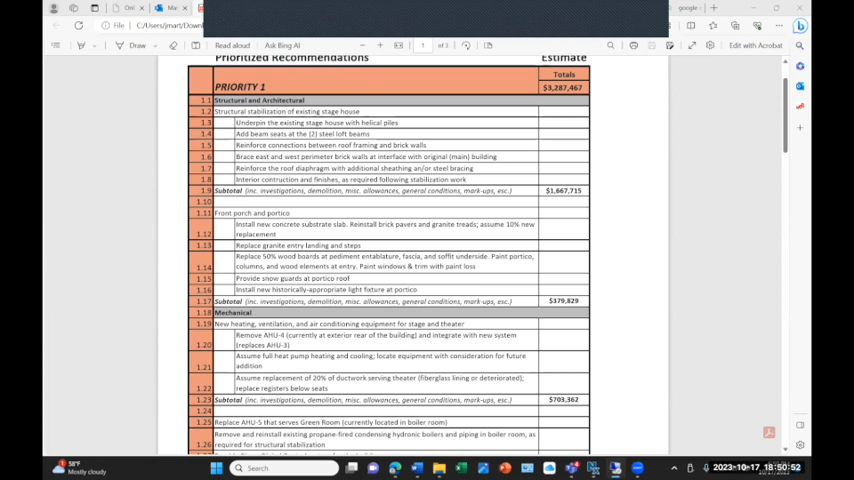 Onl
Mai
google
File
C:/Users/jmart/Downl
Draw
Read aloud
Ask Bing AI
1
of 3
Edit with Acrobat
Prioritized Recommendations
Estimate
Totals
PRIORITY 1
$3,287,467
1.1 Structural and Architectural
1.2 Structural stabilization of existing stage house
1.3 Underpin the existing stage house with helical piles
1.4 Add beam seats at the (2) steel loft beams
1.5 Reinforce connections between roof framing and brick walls
1.6 Brace east and west perimeter brick walls at interface with original (main) building
1.7 Reinforce the roof diaphragm with additional sheathing an/or steel bracing
1.8 Interior contruction and finishes, as required following stabilization work
1.9 Subtotal (inc. investigations, demolition, misc. allowances, general conditions, mark-ups, esc.) $1,667,715
1.10
1.11 Front porch and portico
Install new concrete substrate slab. Reinstall brick pavers and granite treads; assume 10% new
1.12 replacement
1.13 Replace granite entry landing and steps
Replace 50% wood boards at pediment entablature, fascia, and soffit underside. Paint portico,
1.14 columns, and wood elements at entry. Paint windows & trim with paint loss
1.15 Provide snow guards at portico roof
1.16 Install new historically-appropriate light fixture at portico
1.17 Subtotal (inc. investigations, demolition, misc. allowances, general conditions, mark-ups, esc.) $379,829
1.18 Mechanical
1.19 New heating, ventilation, and air conditioning equipment for stage and theater
Remove AHU-4 (currently at exterior rear of the building) and integrate with new system
1.20 (replaces AHU-3)
Assume full heat pump heating and cooling; locate equipment with consideration for future
1.21 addition
Assume replacement of 20% of ductwork serving theater (fiberglass lining or deteriorated);
1.22 replace registers below seats
1.23 Subtotal (inc. investigations, demolition, misc. allowances, general conditions, mark-ups, esc.) $703,362
1.24
1.25 Replace AHU-5 that serves Green Room (currently located in boiler room)
Remove and reinstall existing propane-fired condensing hydronic boilers and piping in boiler room, as
1.26 required for structural stabilization
58°F
Mostly cloudy
Search
2023-10-17 18:50:52